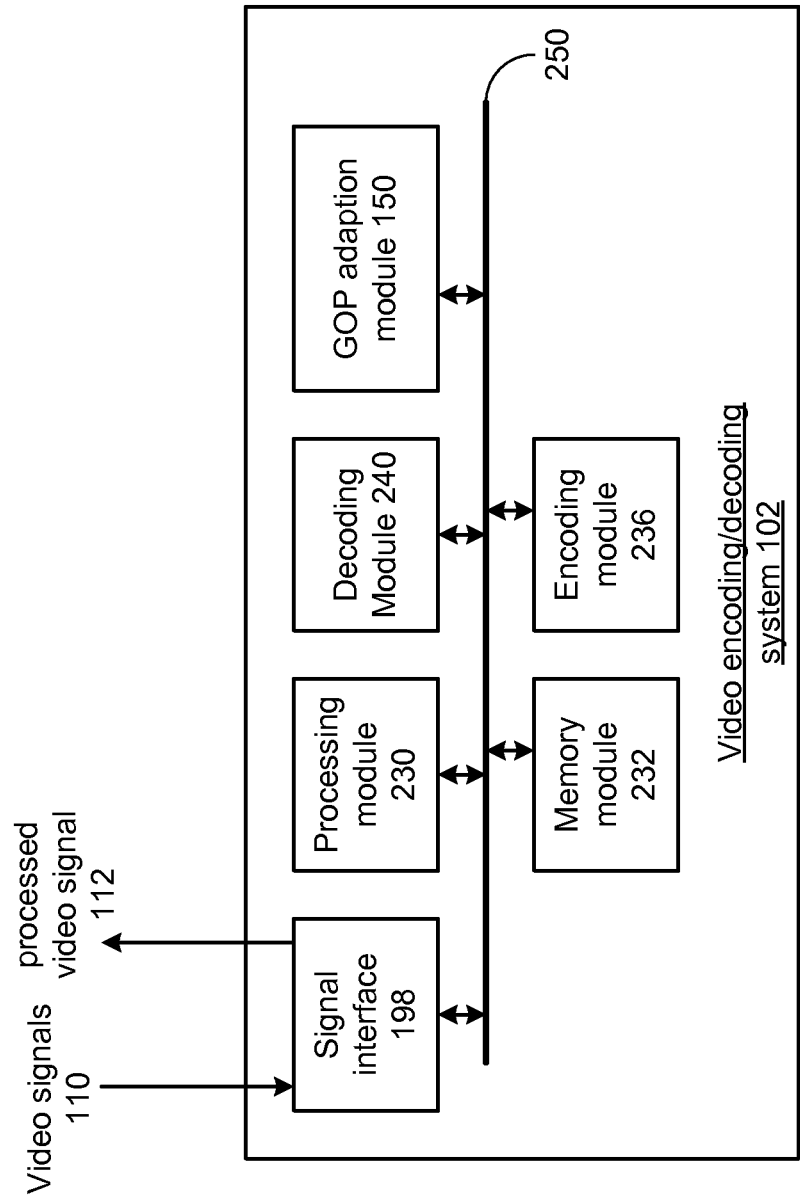 Video signals
110
processed
video signal
112
Signal
interface
198
Processing
module
230
Decoding
Module 240
GOP adaption
module 150
250
Memory
module
232
Encoding
module
236
Video encoding/decoding
system 102